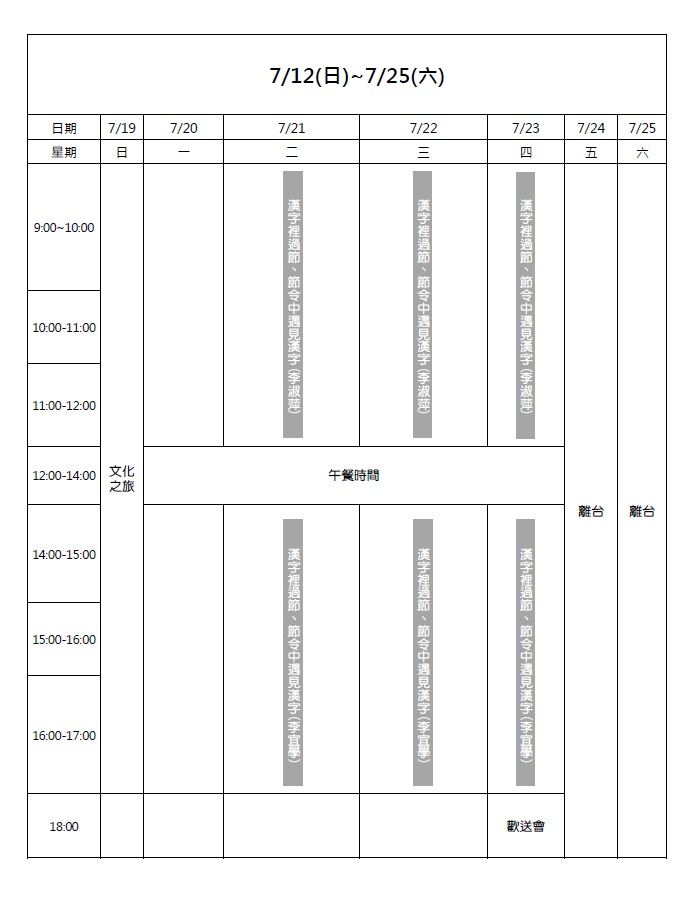 7/12(日)~7/25(六)
日期 7/19 7/20 7/21 7/22 7/23 7/24 7/25
星期 日 一 二 三 四 五 六
9:00~10:00
10:00-11:00
11:00-12:00
漢字裡過節、節令中遇見漢字(李淑萍)
漢字裡過節、節令中遇見漢字(李淑萍)
漢字裡過節、節令中遇見漢字(李淑萍)
12:00-14:00
文化
之旅
午餐時間
離台
離台
14:00-15:00
15:00-16:00
16:00-17:00
漢字裡過節、節令中遇見漢字(李宜學)
漢字裡過節、節令中遇見漢字(李宜學)
漢字裡過節、節令中遇見漢字(李宜學)
18:00
歡送會